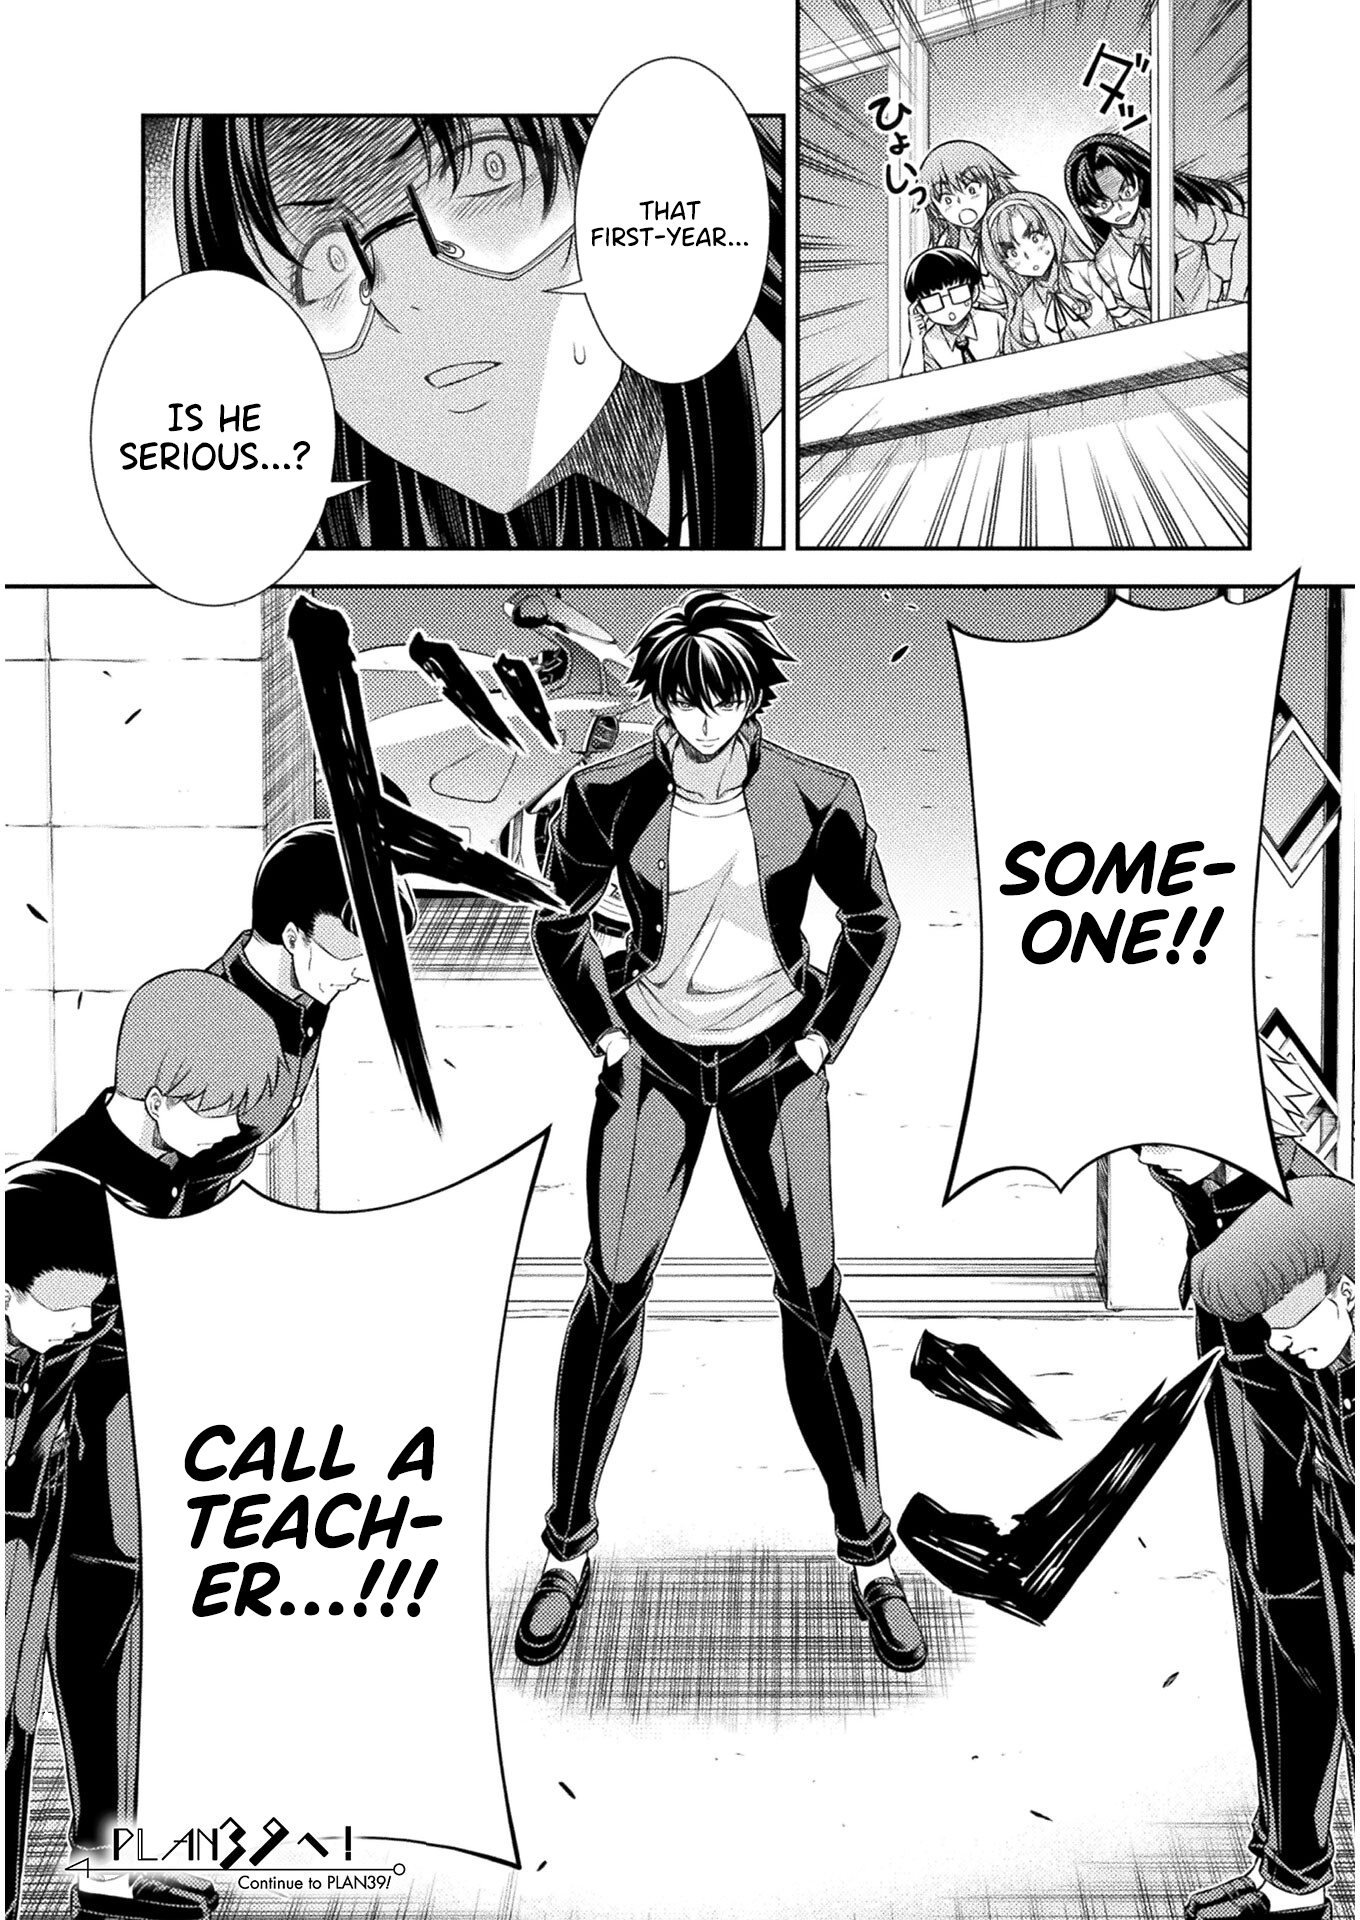 ダッ
ひょいっ
THAT
FIRST-YEAR...
IS HE
SERIOUS...?
SOME-
ONE!!
CALL A
TEACH-
ER...!!!
PLAN39へ!
Continue to PLAN39!